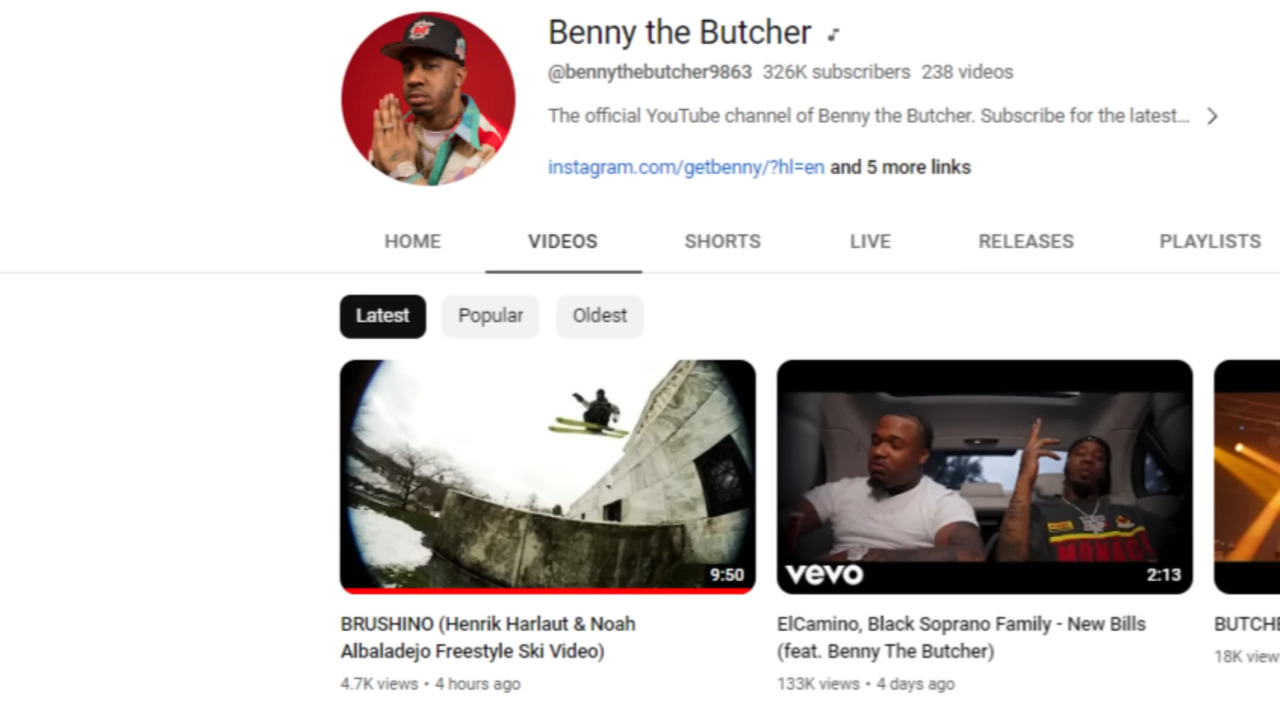 Benny the Butcher
@bennythebutcher9863 326K subscribers 238 videos
The official YouTube channel of Benny the Butcher. Subscribe for the latest...
instagram.com/getbenny/?hl=en and 5 more links
HOME VIDEOS SHORTS LIVE RELEASES PLAYLISTS
Latest Popular Oldest
9:50
vevo 2:13
MONAC
BRUSHINO (Henrik Harlaut & Noah
Albaladejo Freestyle Ski Video)
4.7K views • 4 hours ago
ElCamino, Black Soprano Family - New Bills
(feat. Benny The Butcher)
133K views • 4 days ago
BUTCHE
18K view